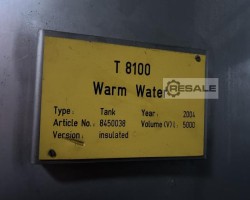 T 8100
Warm Water
RESALE
Type: Tank Year: 2004
Article No.: 8450038 Volume (V): 5000
Version: insulated